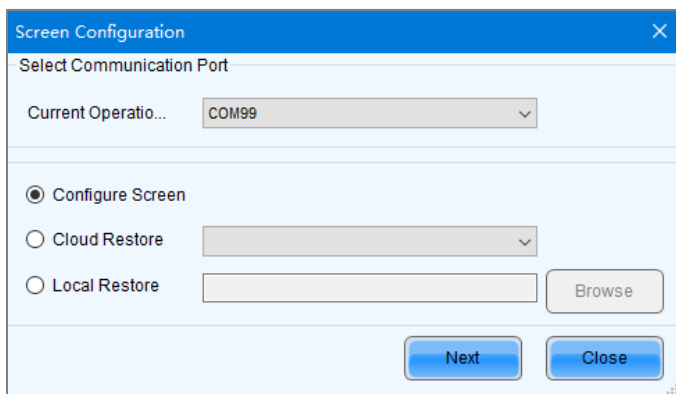 Screen Configuration
Select Communication Port
Current Operatio... COM99
Configure Screen
Cloud Restore
Local Restore Browse
Next Close